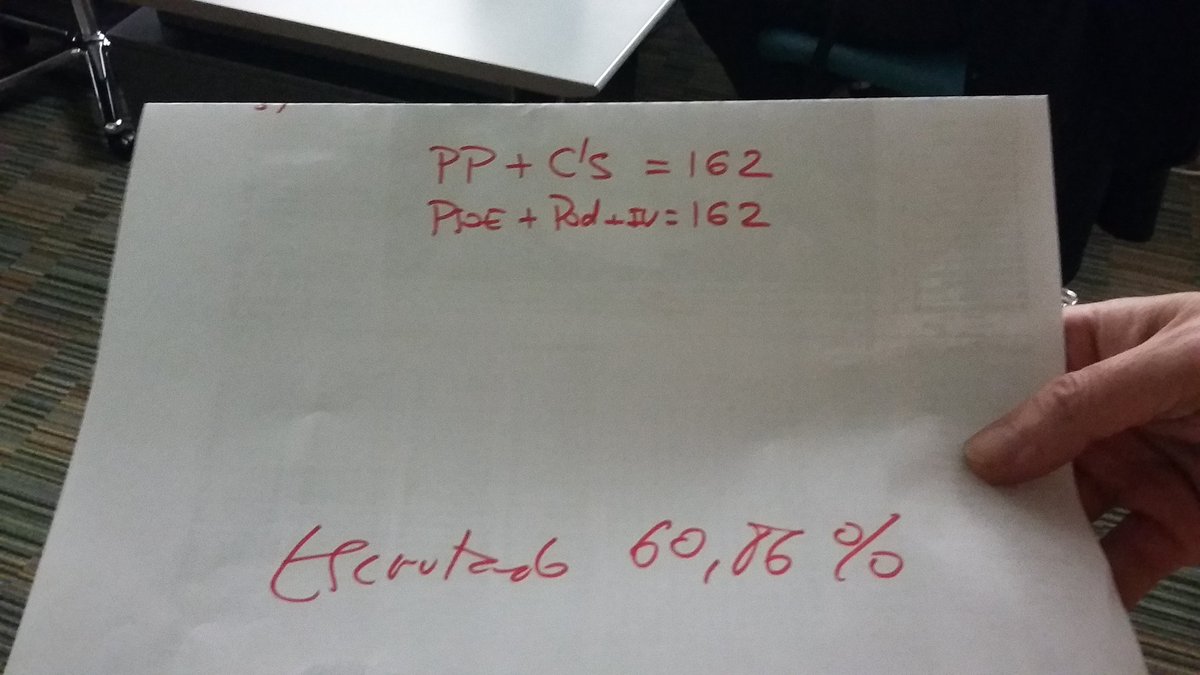 PP + C's = 162
PSOE + Pod + IU = 162
Escrutado 60,86 %